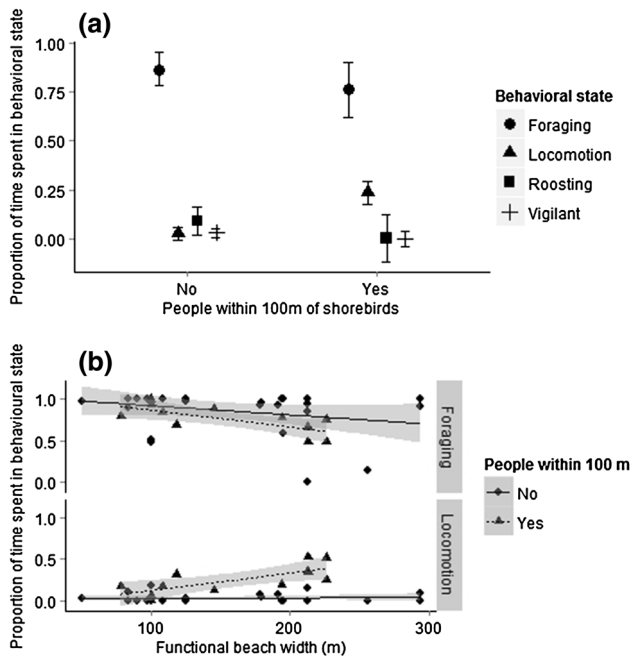 (a)
Proportion of time spent in behavioral state
1.00
0.75
0.50
0.25
0.00
No Yes
People within 100m of shorebirds
Behavioral state
Foraging
Locomotion
Roosting
Vigilant
(b)
Proportion of time spent in behavioural state
1.0
0.5
0.0
Foraging
1.0
0.5
0.0
Locomotion
100 200 300
Functional beach width (m)
People within 100 m
No
Yes